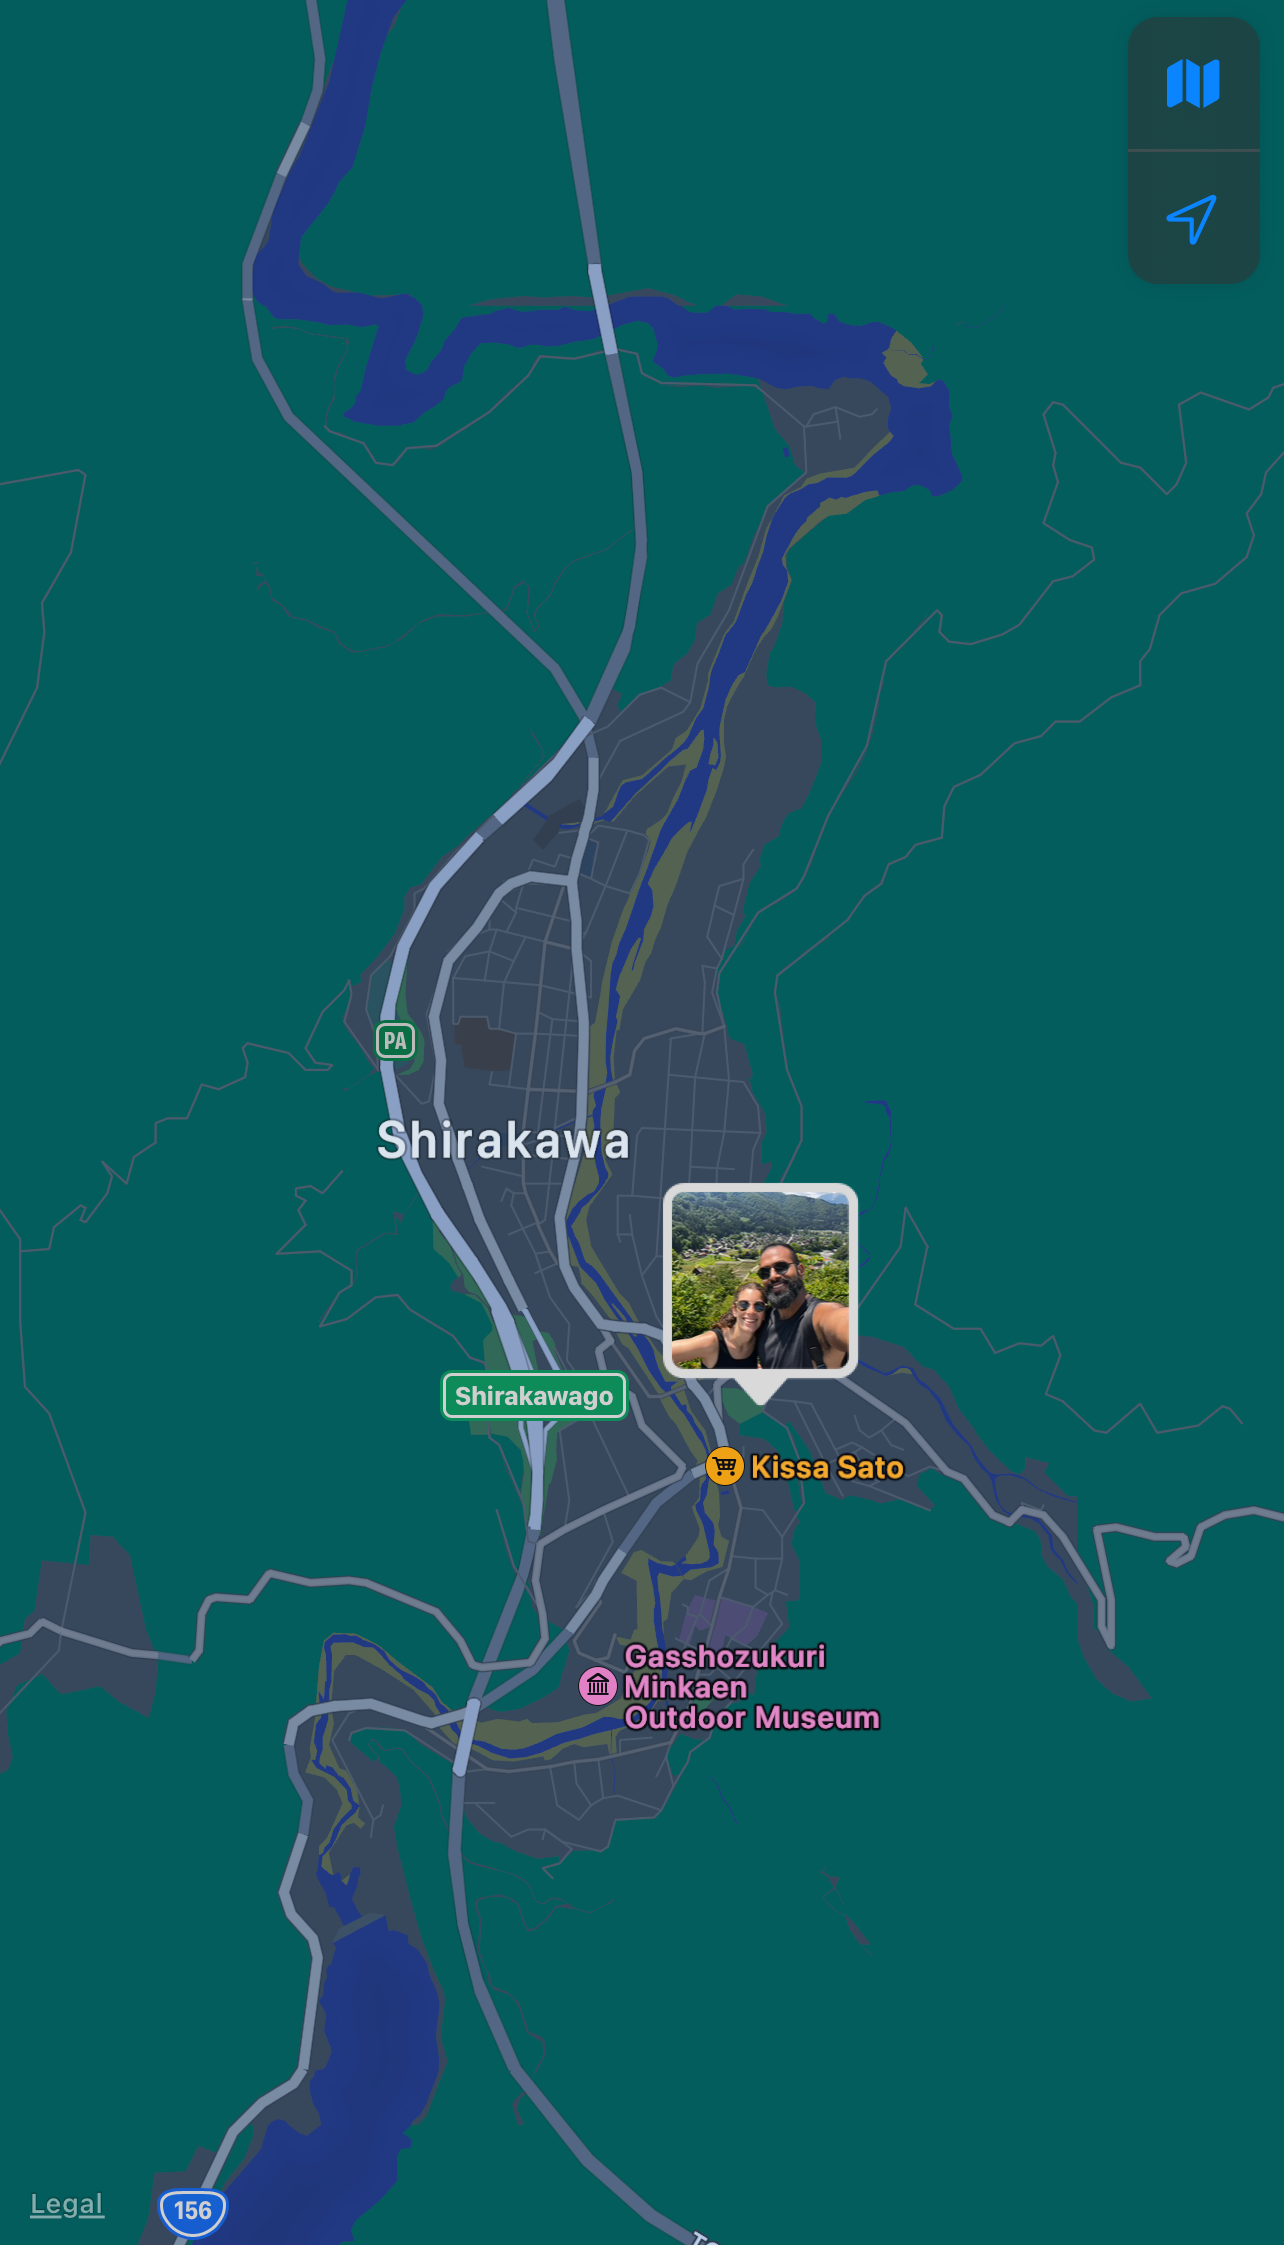 PA
Shirakawa
Shirakawago
Kissa Sato
Gasshozukuri
Minkaen
Outdoor Museum
Legal
156